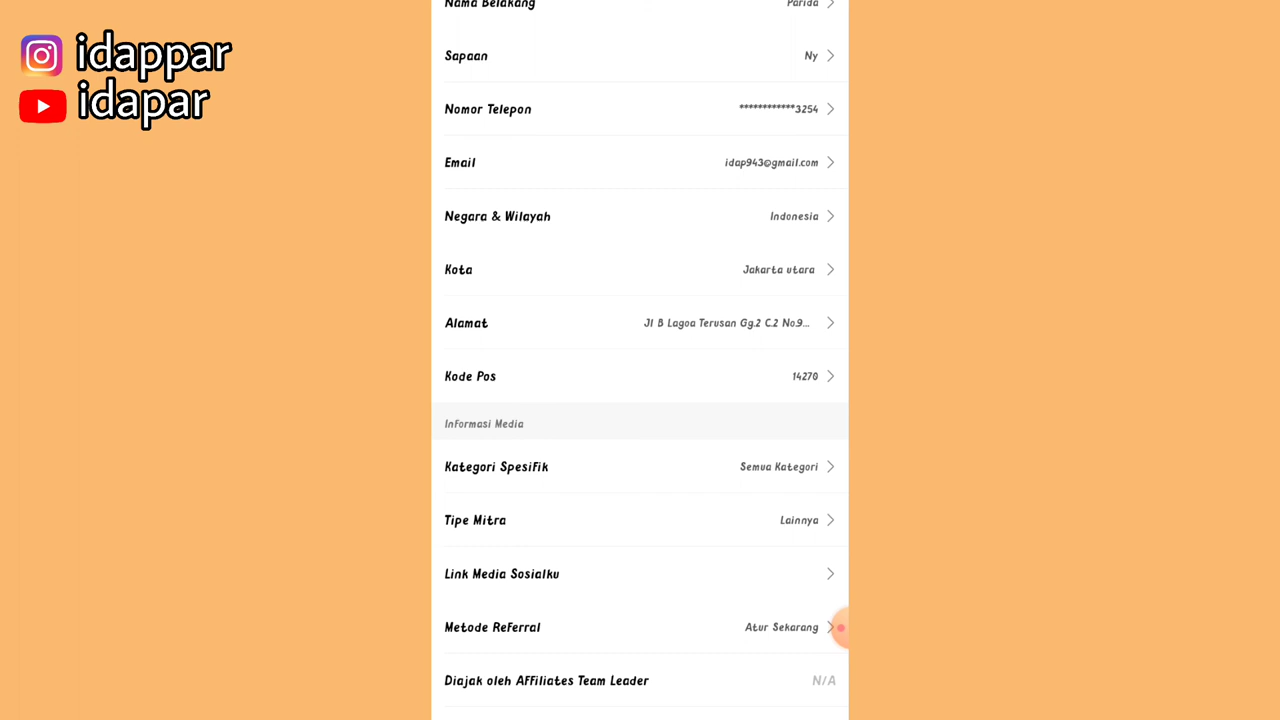 idappar
idapar
Nama Belakang Parida
Sapaan Ny
Nomor Telepon ************3254
Email idap943@gmail.com
Negara & Wilayah Indonesia
Kota Jakarta utara
Alamat Jl B Lagoa Terusan Gg.2 C.2 No.9...
Kode Pos 14270
Informasi Media
Kategori Spesifik Semua Kategori
Tipe Mitra Lainnya
Link Media Sosialku
Metode Referral Atur Sekarang
Diajak oleh Affiliates Team Leader N/A